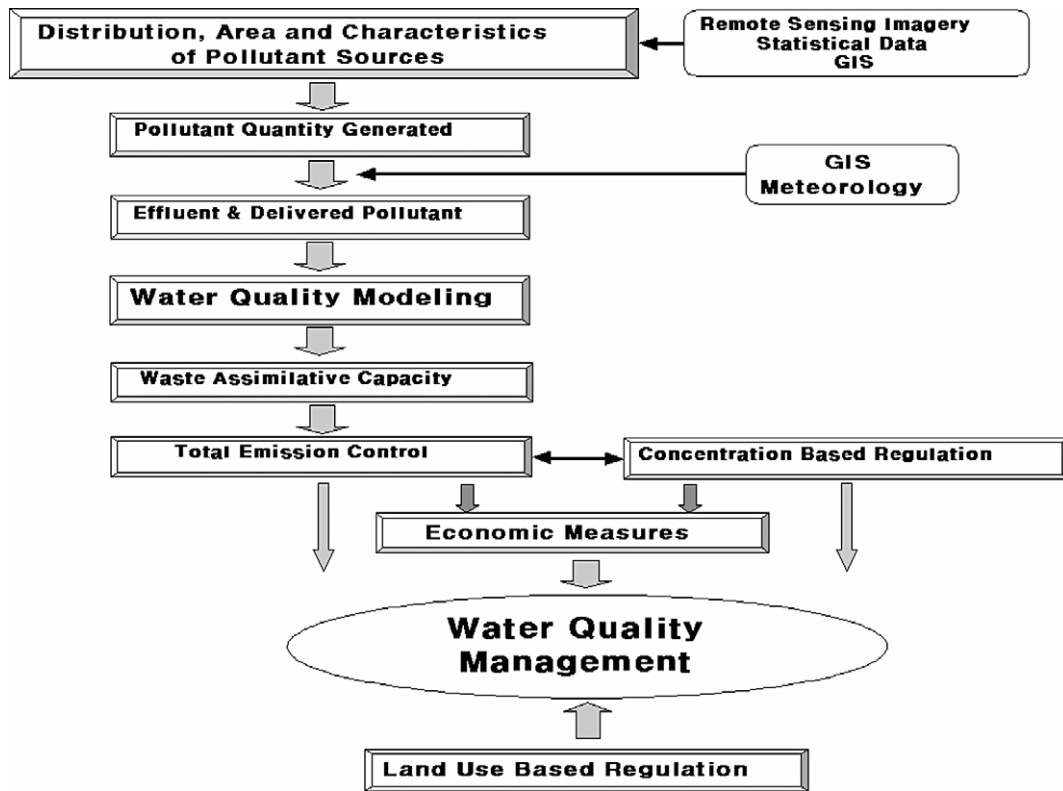 Distribution, Area and Characteristics
of Pollutant Sources
Remote Sensing Imagery
Statistical Data
GIS
Pollutant Quantity Generated
GIS
Meteorology
Effluent & Delivered Pollutant
Water Quality Modeling
Waste Assimilative Capacity
Total Emission Control
Concentration Based Regulation
Economic Measures
Water Quality
Management
Land Use Based Regulation